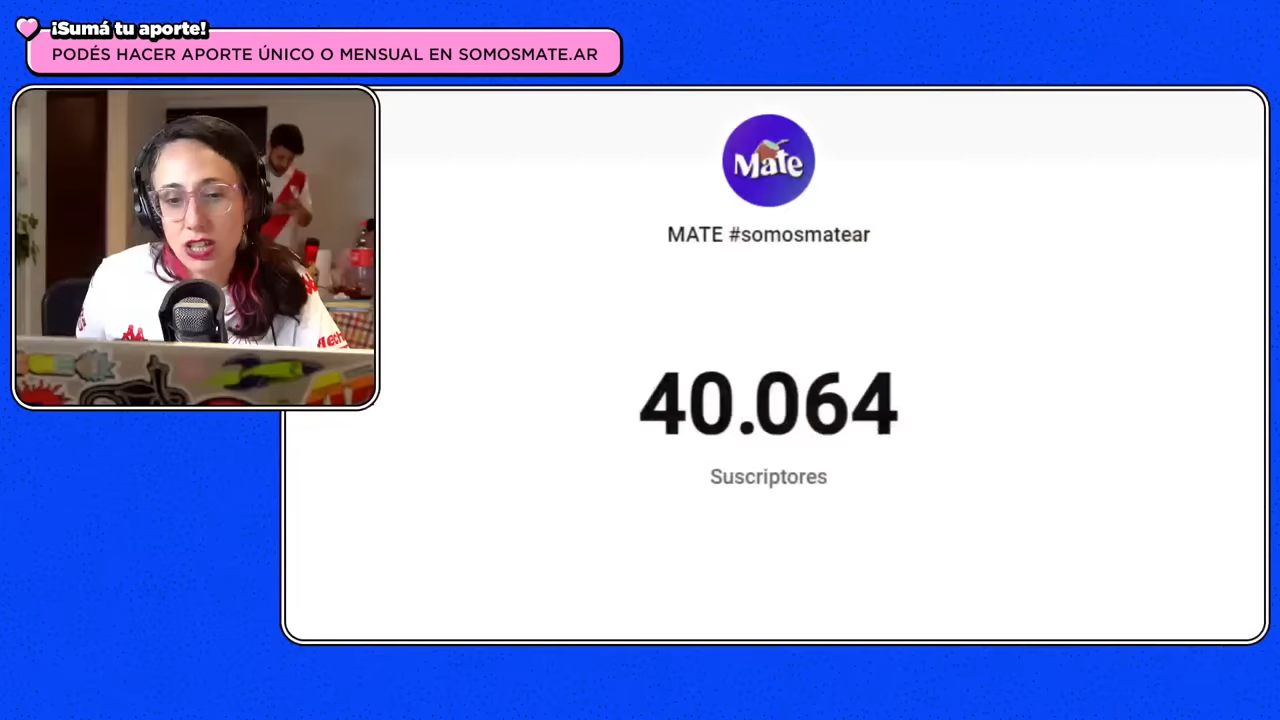 ¡Sumá tu aporte!
PODÉS HACER APORTE ÚNICO O MENSUAL EN SOMOSMATE.AR
Mate
MATE #somosmatear
40.064
Suscriptores